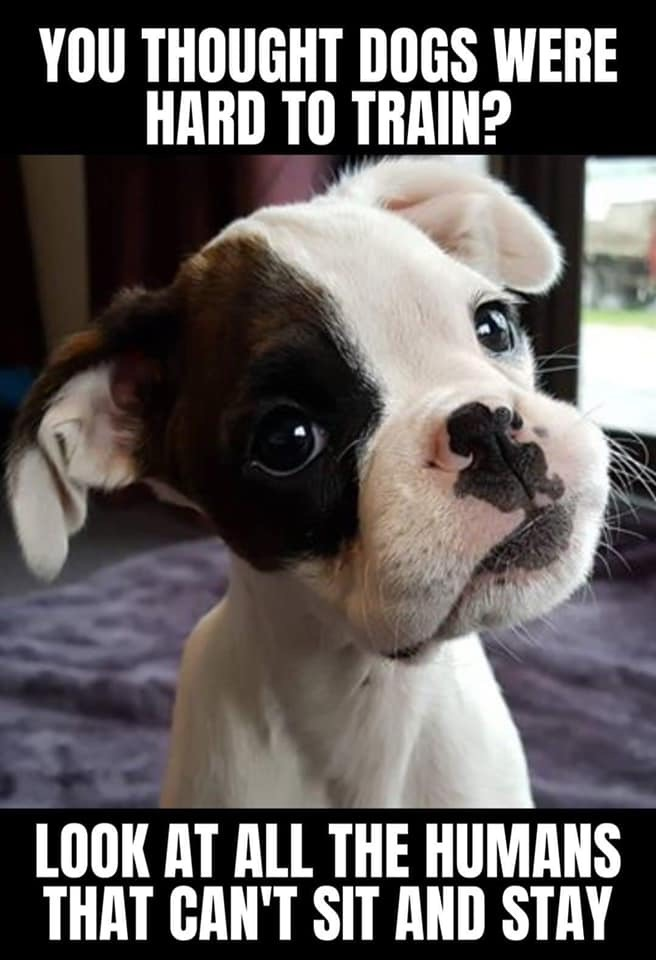 YOU THOUGHT DOGS WERE
HARD TO TRAIN?
LOOK AT ALL THE HUMANS
THAT CAN'T SIT AND STAY